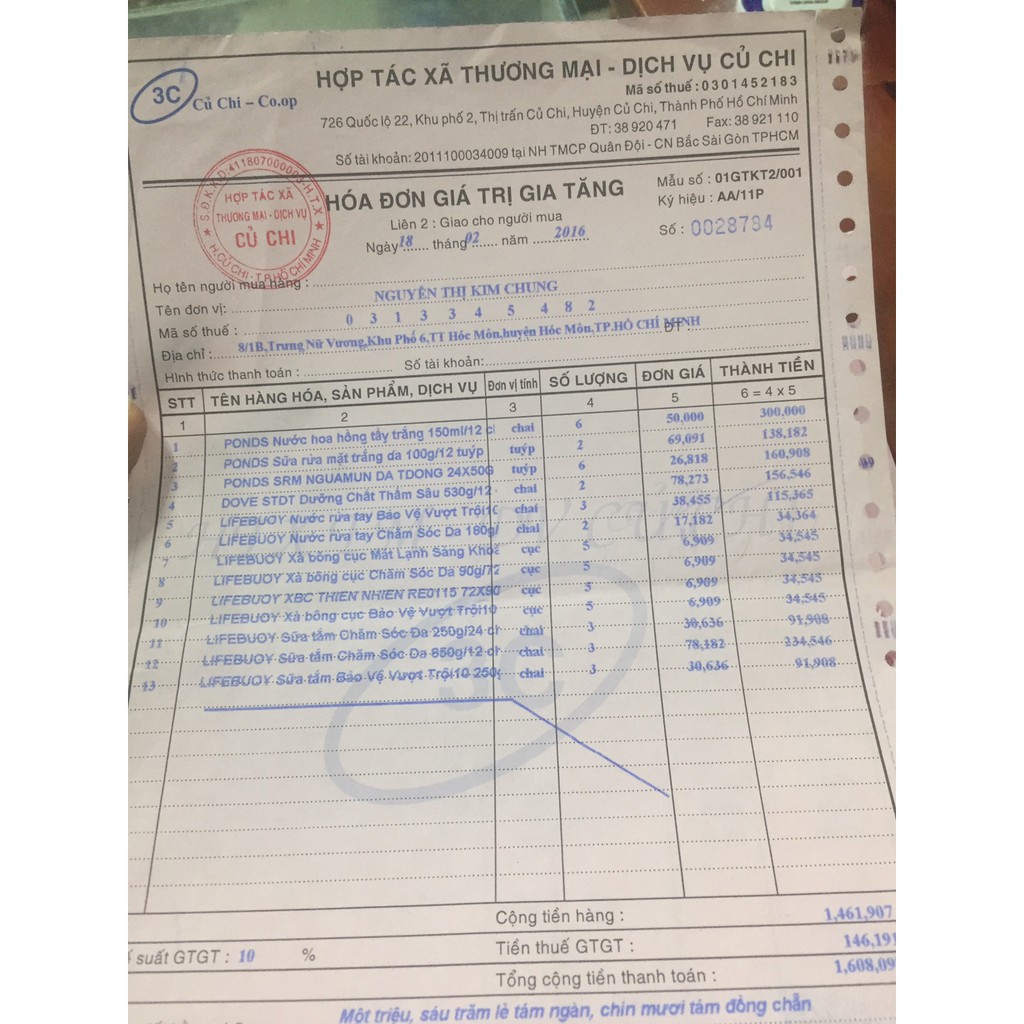 3C
Củ Chi – Co.op
HỢP TÁC XÃ THƯƠNG MẠI - DỊCH VỤ CỦ CHI
Mã số thuế : 0301452183
726 Quốc lộ 22, Khu phố 2, Thị trấn Củ Chi, Huyện Củ Chi, Thành Phố Hồ Chí Minh
ĐT: 38 920 471 Fax: 38 921 110
Số tài khoản: 2011100034009 tại NH TMCP Quân Đội - CN Bắc Sài Gòn TPHCM
HỢP TÁC XÃ
THƯƠNG MẠI - DỊCH VỤ
CỦ CHI
H.CỦ CHI - T.P.HỒ CHÍ MINH
HÓA ĐƠN GIÁ TRỊ GIA TĂNG
Liên 2 : Giao cho người mua
Ngày 18 tháng 02 năm 2016
Mẫu số : 01GTKT2/001
Ký hiệu : AA/11P
Số : 0028794
Họ tên người mua hàng :
Tên đơn vị: NGUYỄN THỊ KIM CHUNG
Mã số thuế : 0 3 1 3 3 4 5 4 8 2
Địa chỉ : 8/1B,Trưng Nữ Vương,Khu Phố 6,TT Hóc Môn,huyện Hóc Môn,TP.HỒ CHÍ MINH ĐT
Hình thức thanh toán : Số tài khoản:
STT TÊN HÀNG HÓA, SẢN PHẨM, DỊCH VỤ Đơn vị tính SỐ LƯỢNG ĐƠN GIÁ THÀNH TIỀN
1 2 3 4 5 6 = 4 x 5
1 PONDS Nước hoa hồng tẩy trắng 150ml/12 chai 6 50,000 300,000
2 PONDS Sữa rửa mặt trắng da 100g/12 tuýp tuýp 2 69,091 138,182
3 PONDS SRM NGUAMUN DA TDONG 24X50G tuýp 6 26,818 160,908
4 DOVE STDT Dưỡng Chất Thấm Sâu 530g/12 chai 2 78,273 156,546
5 LIFEBUOY Nước rửa tay Bảo Vệ Vượt Trội10 chai 3 38,455 115,365
6 LIFEBUOY Nước rửa tay Chăm Sóc Da 180g/ chai 2 17,182 34,364
7 LIFEBUOY Xà bông cục Mát Lạnh Sảng Khoá cục 5 6,909 34,545
8 LIFEBUOY Xà bông cục Chăm Sóc Da 90g/72 cục 5 6,909 34,545
9 LIFEBUOY XBC THIEN NHIEN RE0115 72X90 cục 5 6,909 34,545
10 LIFEBUOY Xà bông cục Bảo Vệ Vượt Trội10 cục 5 6,909 34,545
11 LIFEBUOY Sữa tắm Chăm Sóc Da 250g/24 ch chai 3 30,636 91,908
12 LIFEBUOY Sữa tắm Chăm Sóc Da 850g/12 ch chai 3 78,182 234,546
13 LIFEBUOY Sữa tắm Bảo Vệ Vượt Trội10 250g chai 3 30,636 91,908
3C
Cộng tiền hàng : 1,461,907
suất GTGT : 10 % Tiền thuế GTGT : 146,191
Tổng cộng tiền thanh toán : 1,608,09
Một triệu, sáu trăm lẻ tám ngàn, chín mươi tám đồng chẵn